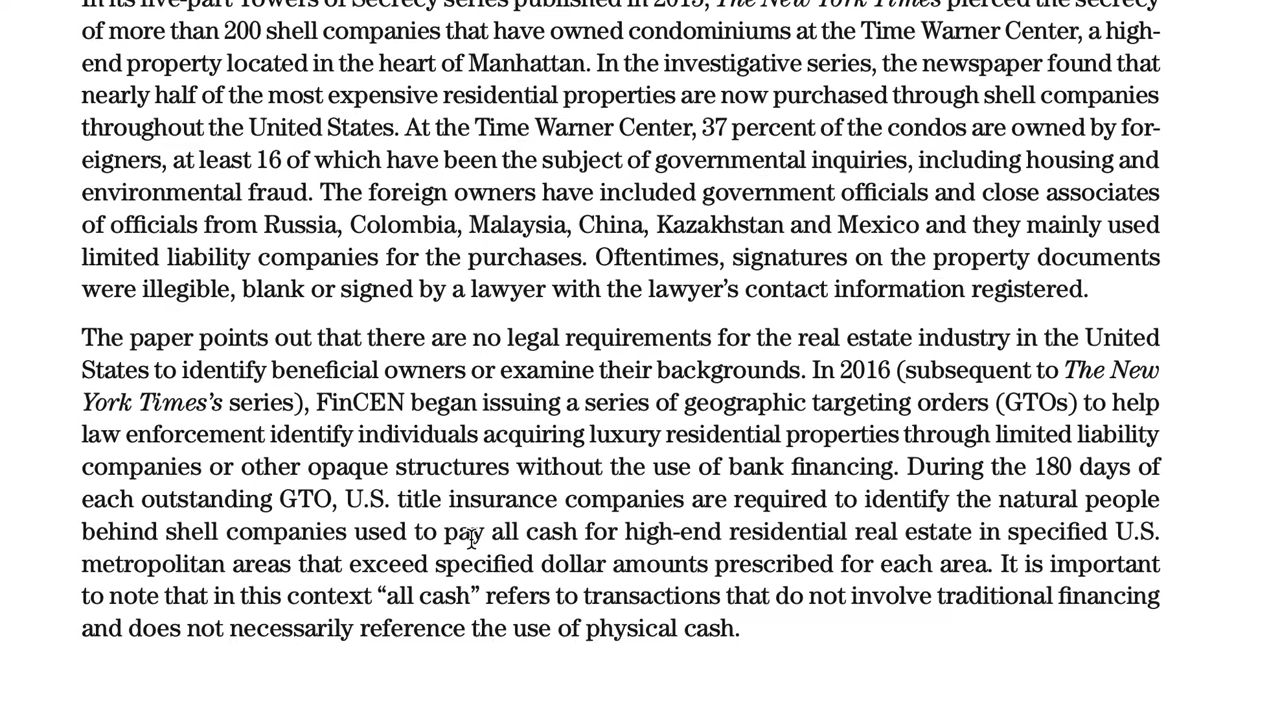 In its five-part Towers of Secrecy series published in 2015, The New York Times pierced the secrecy
of more than 200 shell companies that have owned condominiums at the Time Warner Center, a high-
end property located in the heart of Manhattan. In the investigative series, the newspaper found that
nearly half of the most expensive residential properties are now purchased through shell companies
throughout the United States. At the Time Warner Center, 37 percent of the condos are owned by for-
eigners, at least 16 of which have been the subject of governmental inquiries, including housing and
environmental fraud. The foreign owners have included government officials and close associates
of officials from Russia, Colombia, Malaysia, China, Kazakhstan and Mexico and they mainly used
limited liability companies for the purchases. Oftentimes, signatures on the property documents
were illegible, blank or signed by a lawyer with the lawyer’s contact information registered.
The paper points out that there are no legal requirements for the real estate industry in the United
States to identify beneficial owners or examine their backgrounds. In 2016 (subsequent to The New
York Times’s series), FinCEN began issuing a series of geographic targeting orders (GTOs) to help
law enforcement identify individuals acquiring luxury residential properties through limited liability
companies or other opaque structures without the use of bank financing. During the 180 days of
each outstanding GTO, U.S. title insurance companies are required to identify the natural people
behind shell companies used to pay all cash for high-end residential real estate in specified U.S.
metropolitan areas that exceed specified dollar amounts prescribed for each area. It is important
to note that in this context “all cash” refers to transactions that do not involve traditional financing
and does not necessarily reference the use of physical cash.